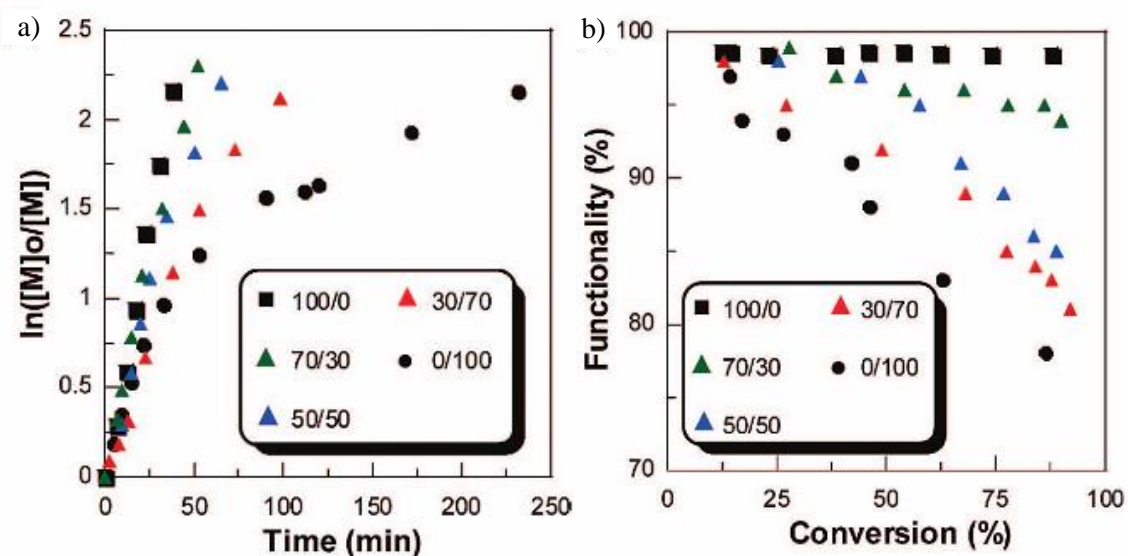 a)
ln([M]o/[M])
2.5
2
1.5
1
0.5
0
0 50 100 150 200 250
Time (min)
100/0 30/70
70/30 0/100
50/50
b)
Functionality (%)
100
90
80
70
0 25 50 75 100
Conversion (%)
100/0 30/70
70/30 0/100
50/50